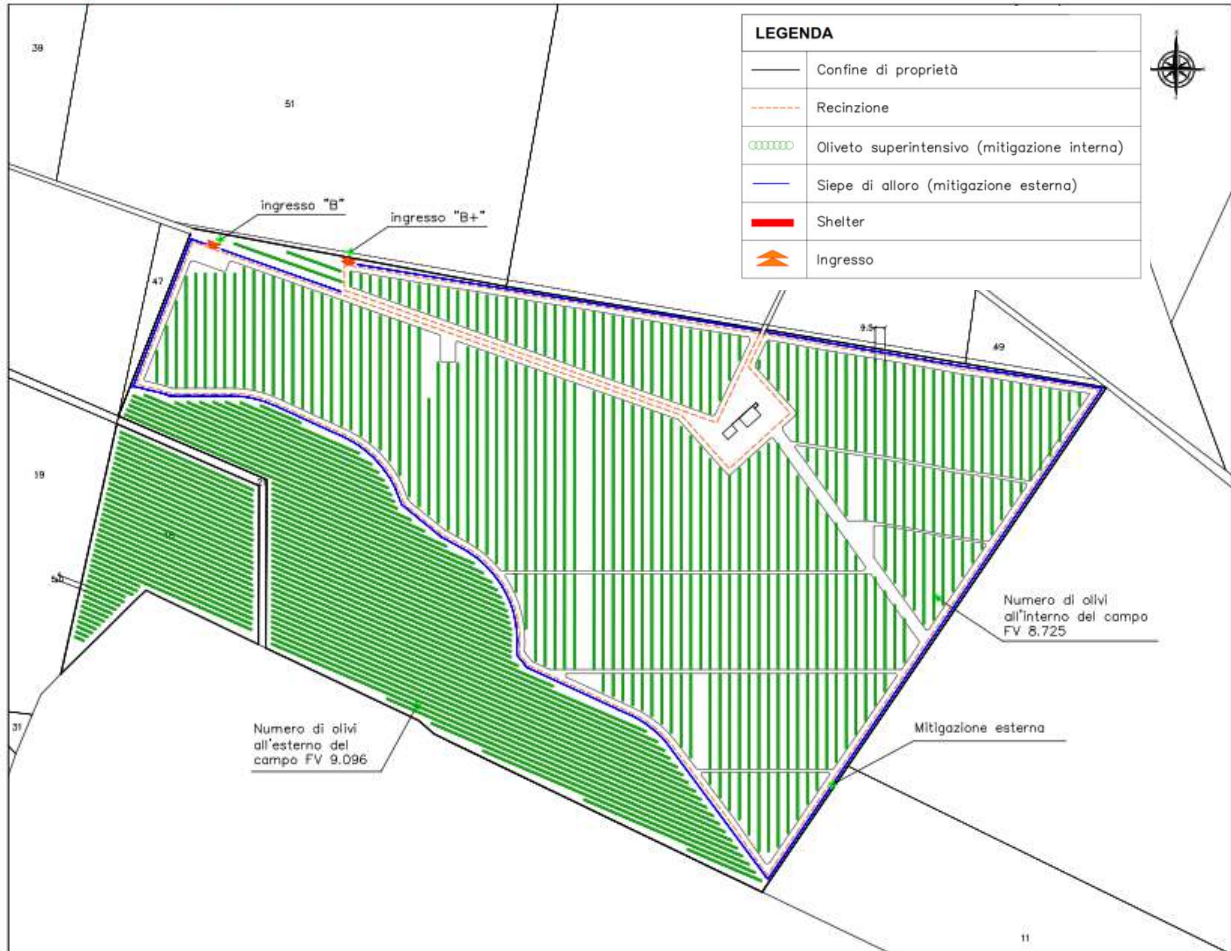 LEGENDA
Confine di proprietà
Recinzione
Oliveto superintensivo (mitigazione interna)
Siepe di alloro (mitigazione esterna)
Shelter
Ingresso
38
51
ingresso "B"
ingresso "B+"
47
9.5
49
19
Numero di olivi
all'interno del campo
FV 8.725
31
Numero di olivi
all'esterno del
campo FV 9.096
Mitigazione esterna
11